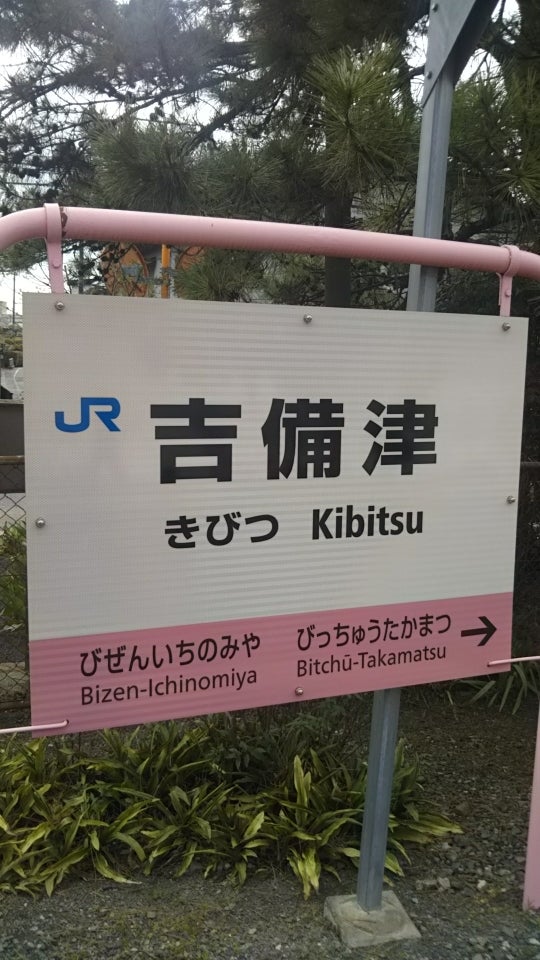 JR 吉備津
きびつ Kibitsu
びぜんいちのみや びっちゅうたかまつ →
Bizen-Ichinomiya Bitchū-Takamatsu